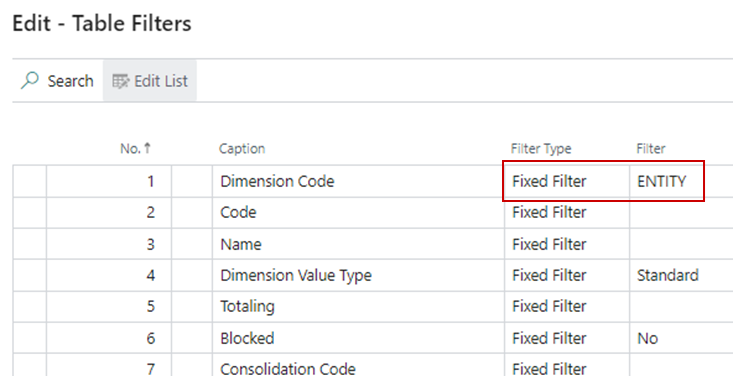 Edit - Table Filters
Search Edit List
No.↑ Caption Filter Type Filter
1 Dimension Code Fixed Filter ENTITY
2 Code Fixed Filter
3 Name Fixed Filter
4 Dimension Value Type Fixed Filter Standard
5 Totaling Fixed Filter
6 Blocked Fixed Filter No
7 Consolidation Code Fixed Filter